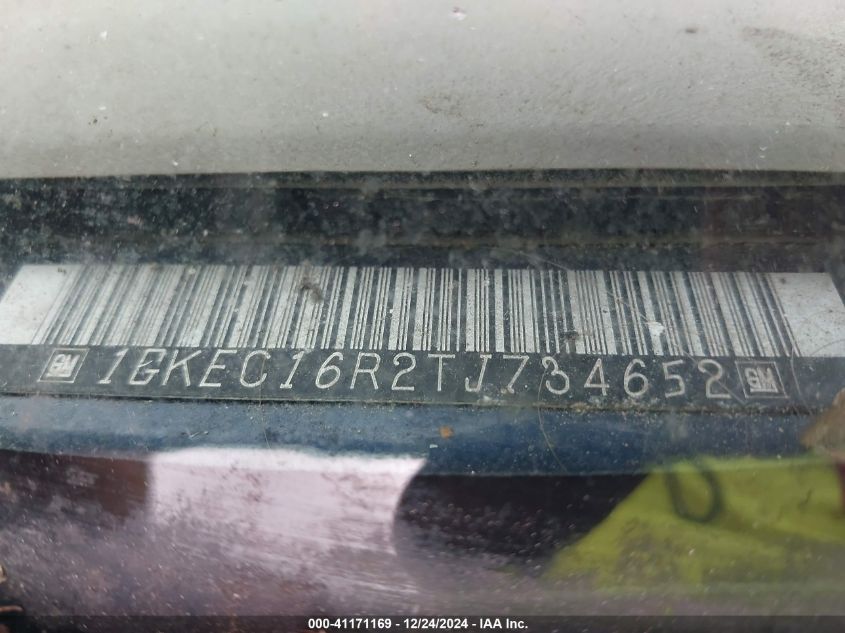 GM 1GKEC16R2TJ734652 GM
000-41171169 - 12/24/2024 - IAA Inc.